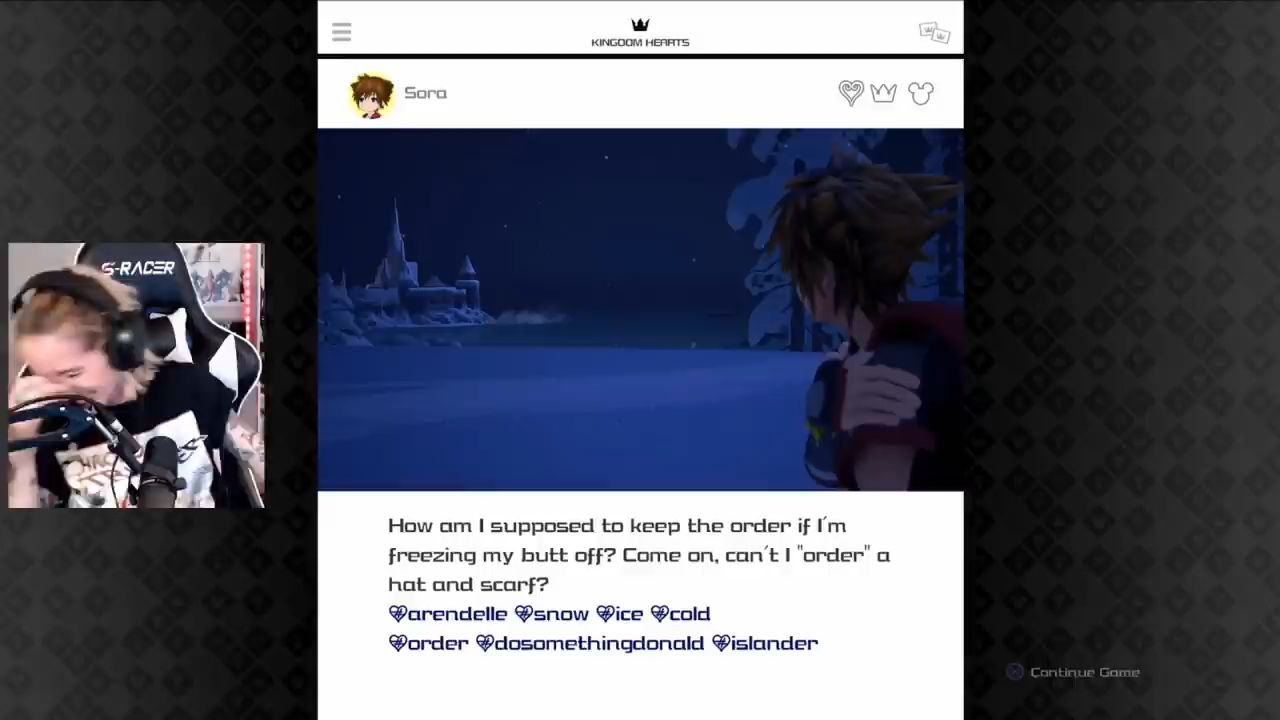 KINGDOM HEARTS
Sora
S-RACER
How am I supposed to keep the order if I'm
freezing my butt off? Come on, can't I "order" a
hat and scarf?
#arendelle #snow #ice #cold
#order #dosomethingdonald #islander
Continue Game